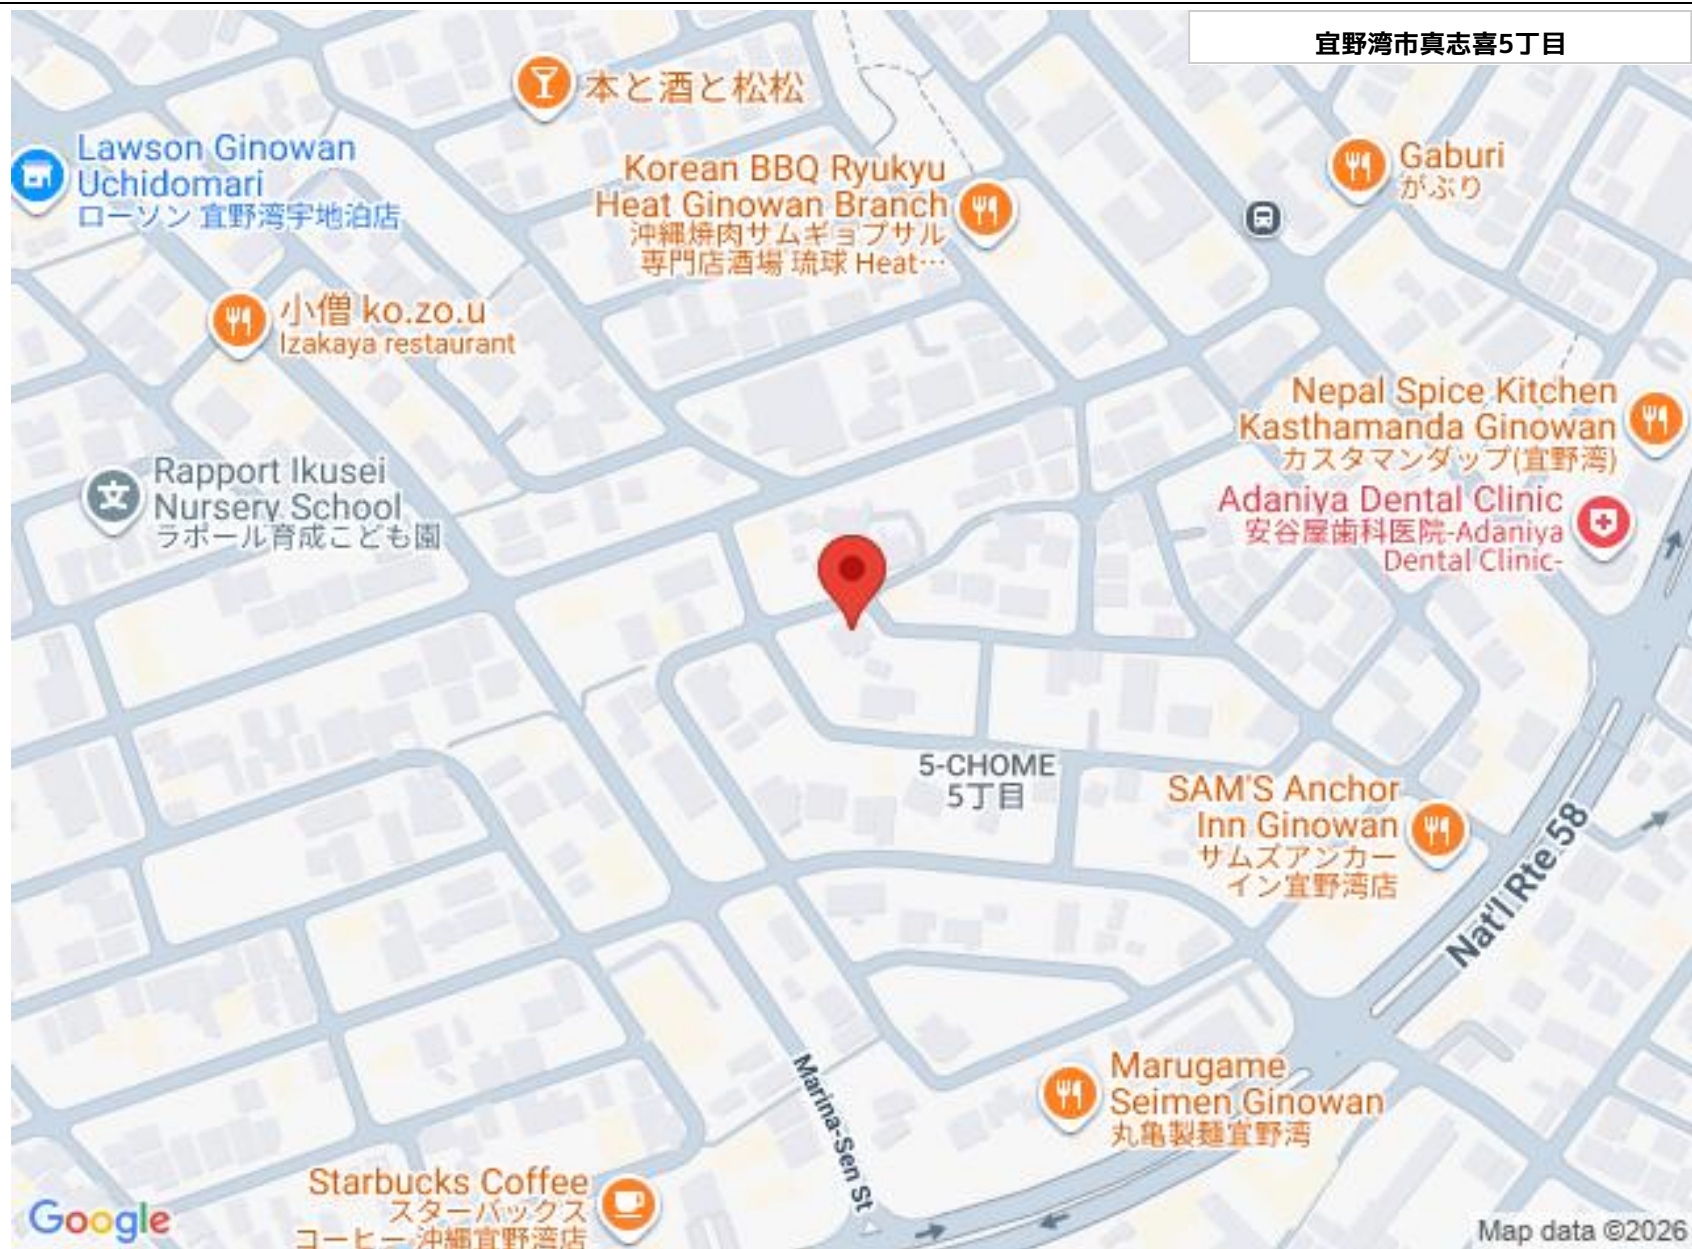 宜野湾市真志喜5丁目
本と酒と松松
Lawson Ginowan
Uchidomari
ローソン 宜野湾宇地泊店
Korean BBQ Ryukyu
Heat Ginowan Branch
沖縄焼肉サムギョプサル
専門店酒場 琉球 Heat…
Gaburi
がぶり
小僧 ko.zo.u
Izakaya restaurant
Nepal Spice Kitchen
Kasthamanda Ginowan
カスタマンダップ(宜野湾)
Rapport Ikusei
Nursery School
ラポール育成こども園
Adaniya Dental Clinic
安谷屋歯科医院-Adaniya
Dental Clinic-
5-CHOME
5丁目
SAM'S Anchor
Inn Ginowan
サムズアンカー
イン宜野湾店
Nat'l Rte 58
Marugame
Seimen Ginowan
丸亀製麺宜野湾
Marina-Sen St
Starbucks Coffee
スターバックス
コーヒー 沖縄宜野湾店
Google
Map data ©2026